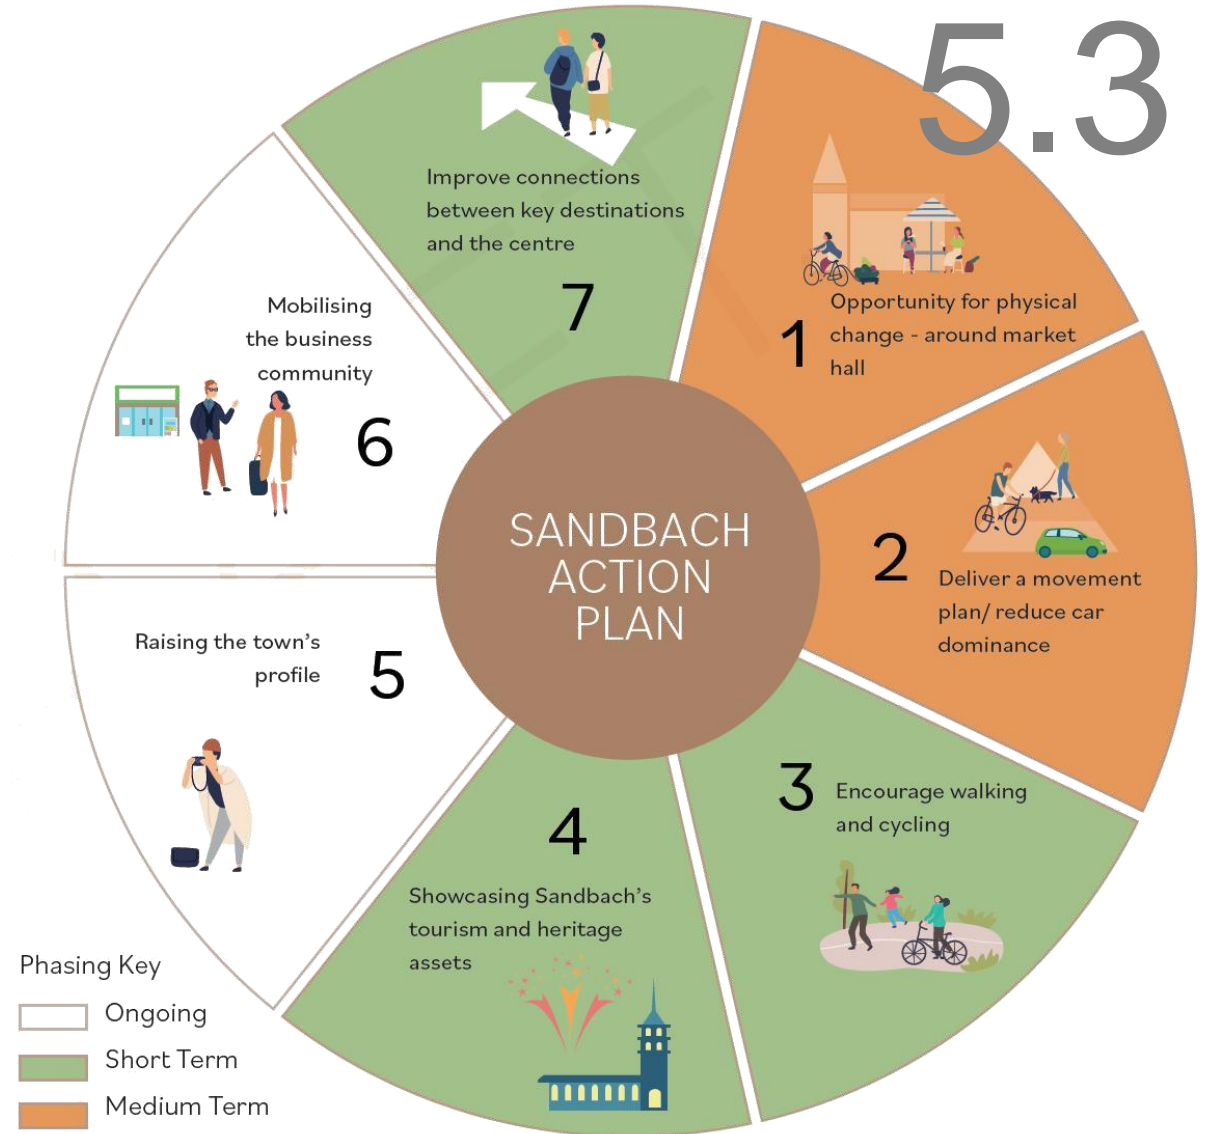 5.3
Improve connections
between key destinations
and the centre
7
1
Opportunity for physical
change - around market
hall
2
Deliver a movement
plan/ reduce car
dominance
3
Encourage walking
and cycling
4
Showcasing Sandbach’s
tourism and heritage
assets
5
Raising the town’s
profile
6
Mobilising
the business
community
SANDBACH
ACTION
PLAN
Phasing Key
Ongoing
Short Term
Medium Term